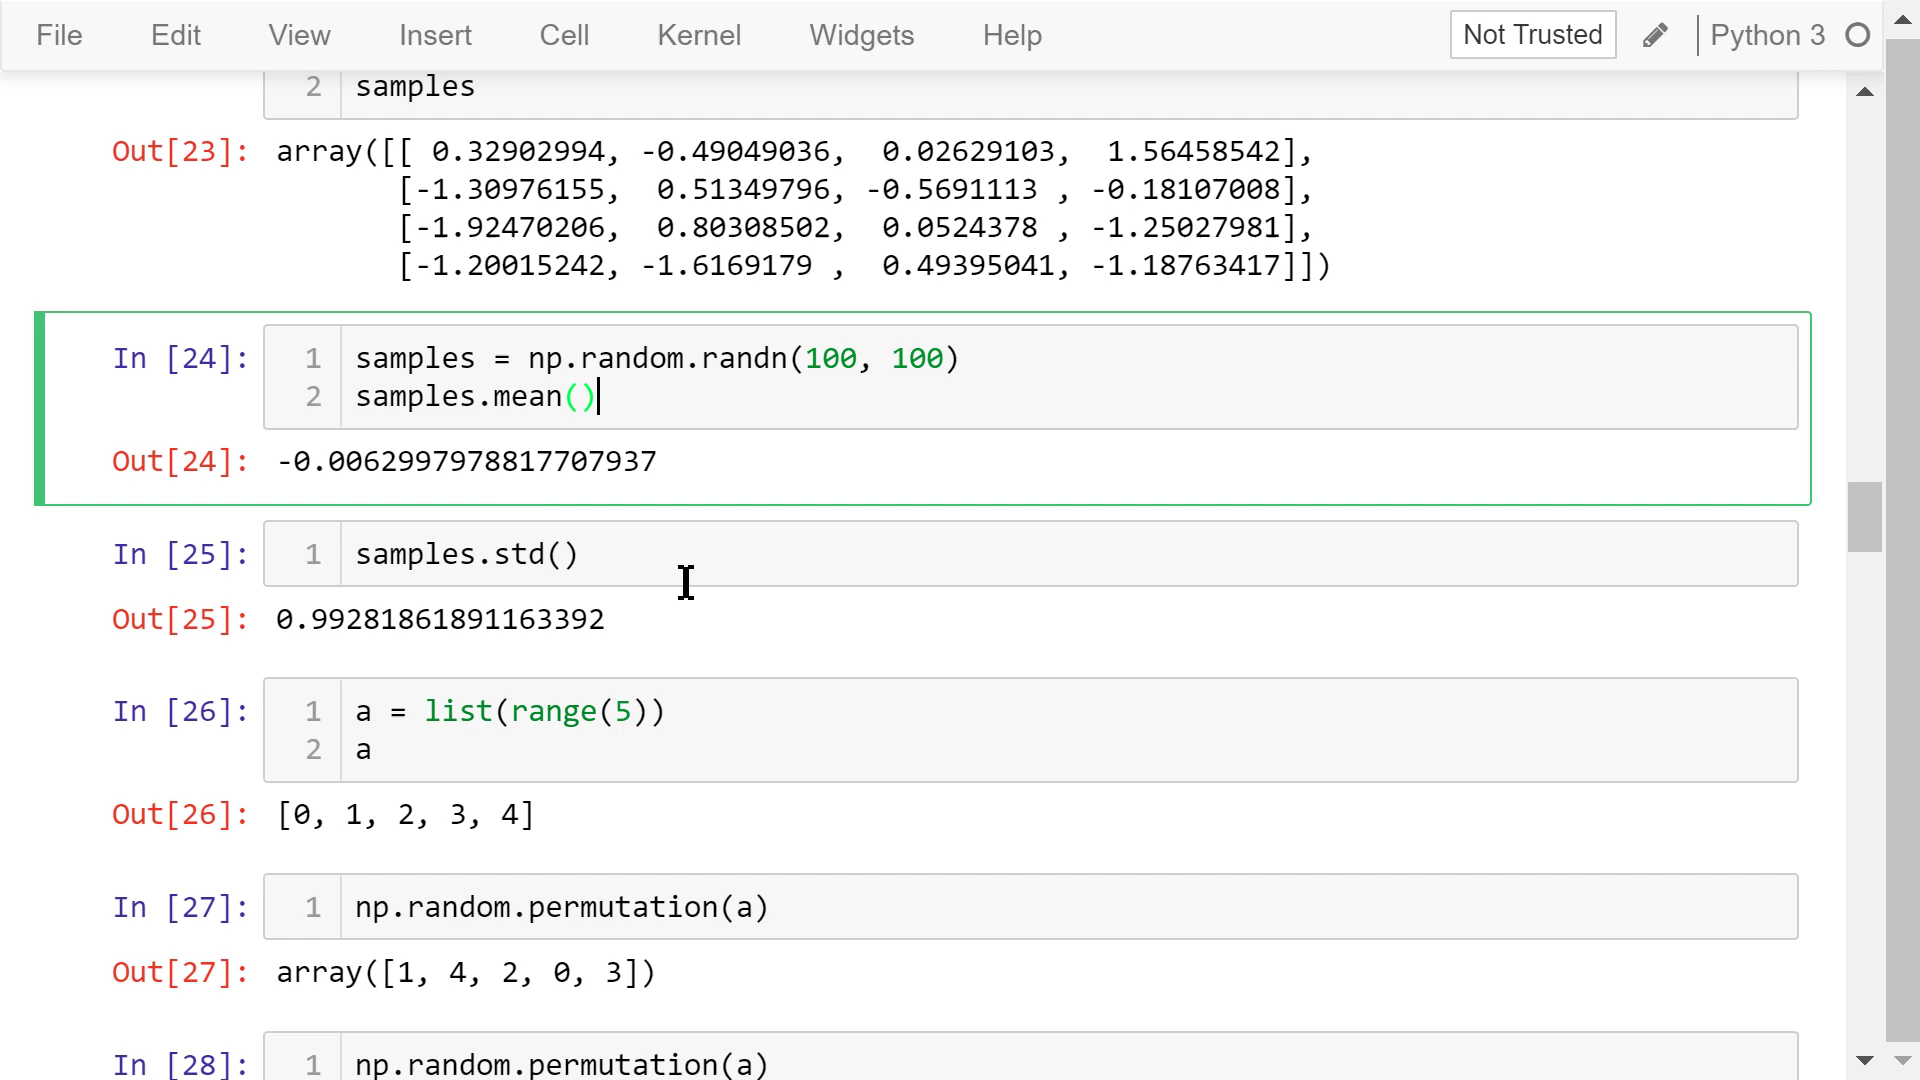 File Edit View Insert Cell Kernel Widgets Help Not Trusted Python 3
2 samples
Out[23]: array([[ 0.32902994, -0.49049036,  0.02629103,  1.56458542],
[-1.30976155,  0.51349796, -0.5691113 , -0.18107008],
[-1.92470206,  0.80308502,  0.0524378 , -1.25027981],
[-1.20015242, -1.6169179 ,  0.49395041, -1.18763417]])
In [24]: 1 samples = np.random.randn(100, 100)
2 samples.mean()
Out[24]: -0.0062997978817707937
In [25]: 1 samples.std()
Out[25]: 0.99281861891163392
In [26]: 1 a = list(range(5))
2 a
Out[26]: [0, 1, 2, 3, 4]
In [27]: 1 np.random.permutation(a)
Out[27]: array([1, 4, 2, 0, 3])
In [28]: 1 np.random.permutation(a)